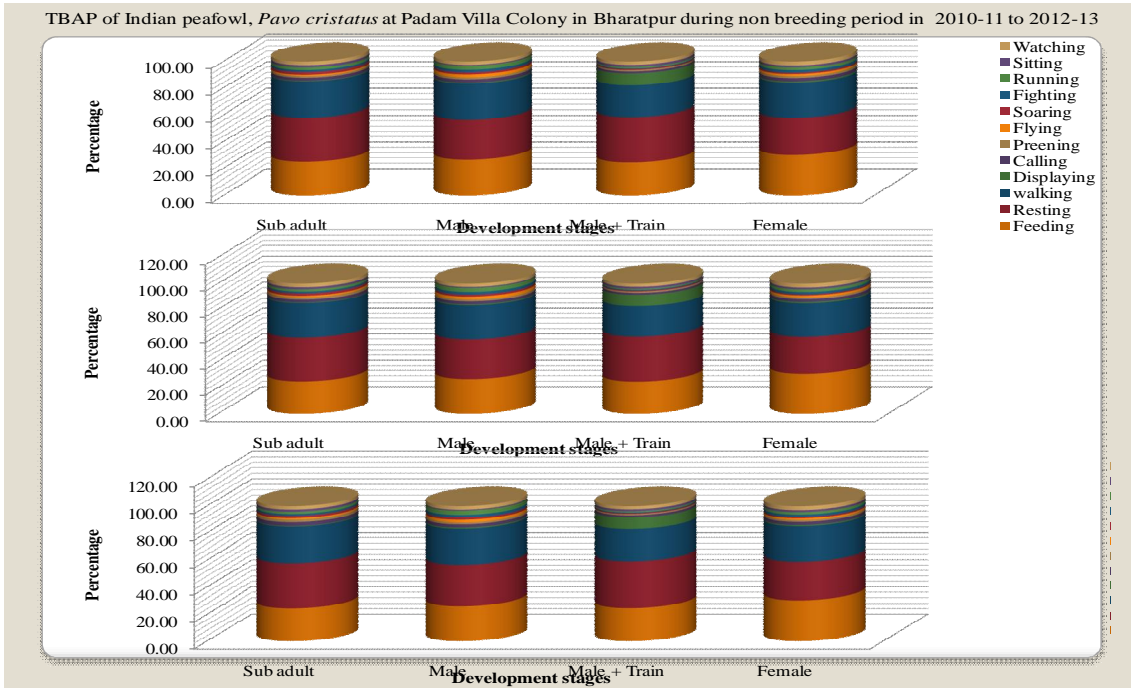 TBAP of Indian peafowl, Pavo cristatus at Padam Villa Colony in Bharatpur during non breeding period in 2010-11 to 2012-13
Watching
Sitting
Running
Fighting
Soaring
Flying
Preening
Calling
Displaying
walking
Resting
Feeding
Percentage
100.00
80.00
60.00
40.00
20.00
0.00
Sub adult Male Male + Train Female
Development stages
Percentage
120.00
100.00
80.00
60.00
40.00
20.00
0.00
Sub adult Male Male + Train Female
Development stages
Percentage
120.00
100.00
80.00
60.00
40.00
20.00
0.00
Sub adult Male Male + Train Female
Development stages